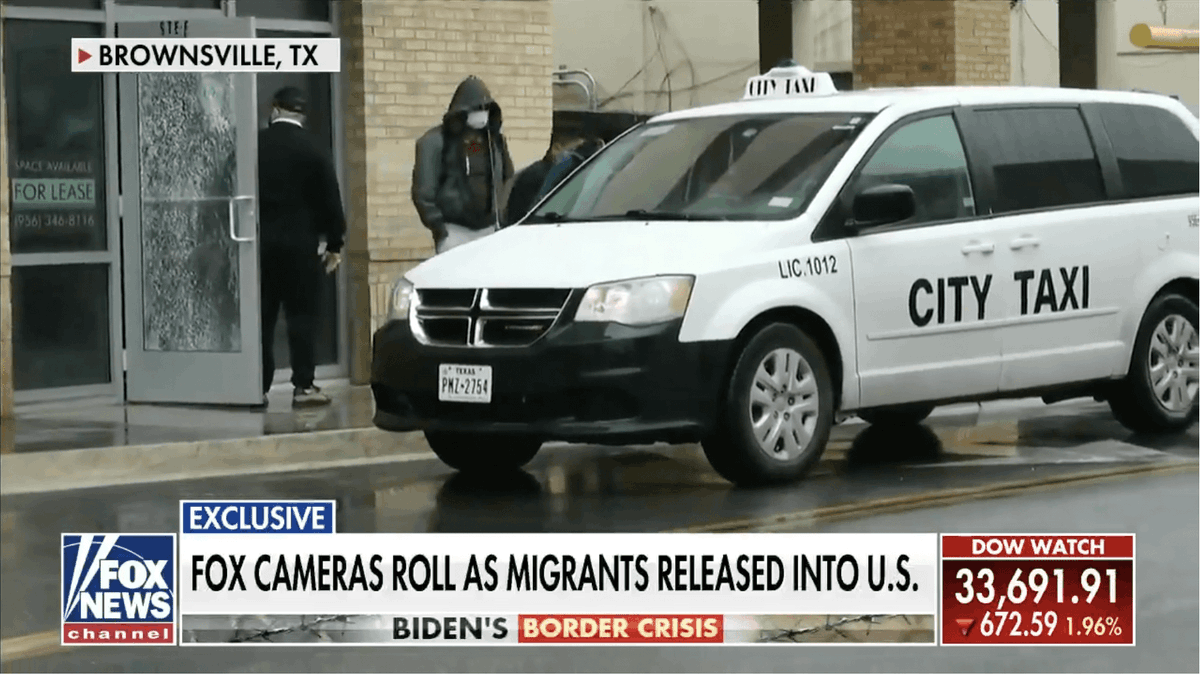 BROWNSVILLE, TX
STE F
SPACE AVAILABLE
FOR LEASE
(956) 346-8116
CITY TAXI
LIC.1012
CITY TAXI
TEXAS
PMZ-2754
EXCLUSIVE
FOX CAMERAS ROLL AS MIGRANTS RELEASED INTO U.S.
BIDEN'S BORDER CRISIS
FOX
NEWS
channel
DOW WATCH
33,691.91
672.59 1.96%